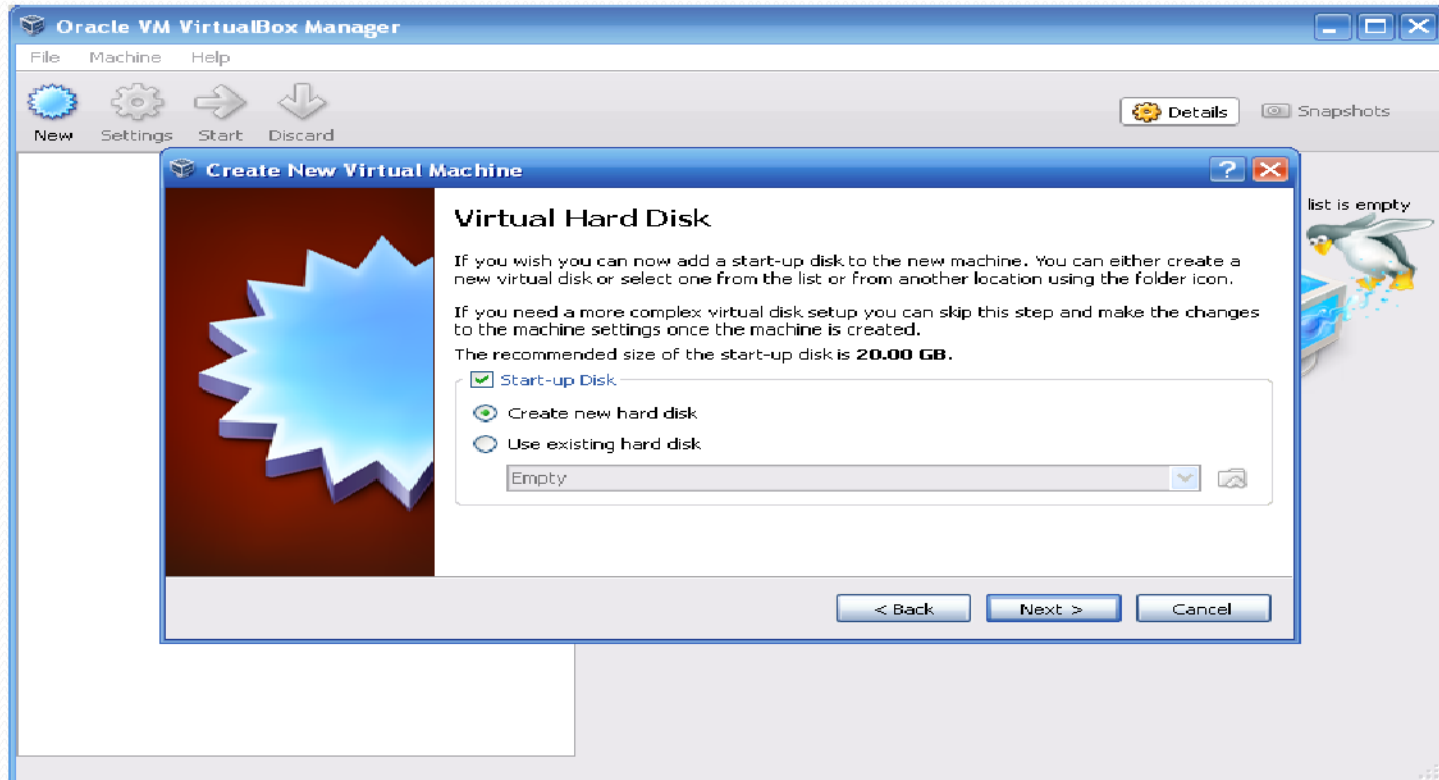 Oracle VM VirtualBox Manager
File Machine Help
New Settings Start Discard
Details Snapshots
Create New Virtual Machine
list is empty
Virtual Hard Disk
If you wish you can now add a start-up disk to the new machine. You can either create a
new virtual disk or select one from the list or from another location using the folder icon.
If you need a more complex virtual disk setup you can skip this step and make the changes
to the machine settings once the machine is created.
The recommended size of the start-up disk is 20.00 GB.
Start-up Disk
Create new hard disk
Use existing hard disk
Empty
< Back Next > Cancel